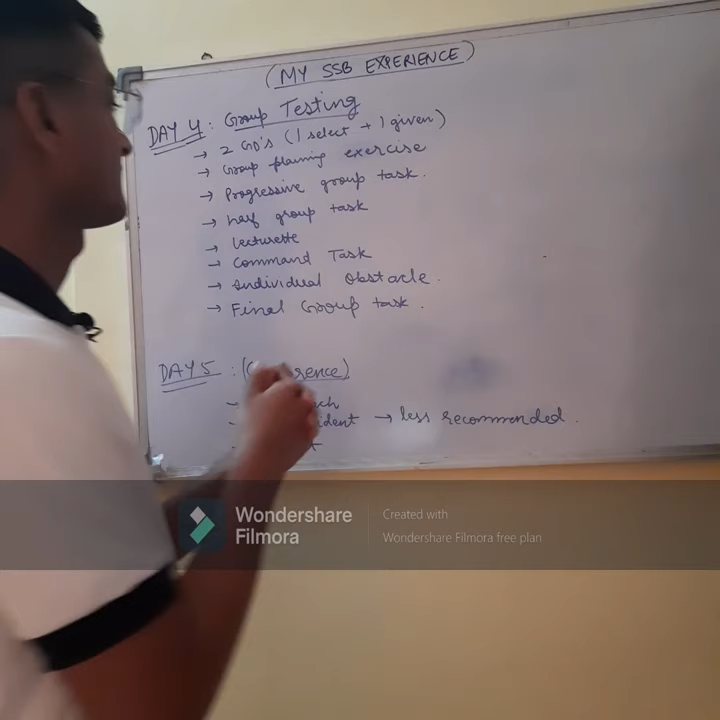 (MY SSB EXPERIENCE)
DAY 4: Group Testing
→ 2 GD's (1 select + 1 given)
→ Group planning exercise
→ Progressive group task.
→ half group task
→ Lecturette
→ Command Task
→ Individual Obstacle.
→ Final Group task.
DAY 5 : (
→ less recommended.
Wondershare
Filmora
Created with
Wondershare Filmora free plan